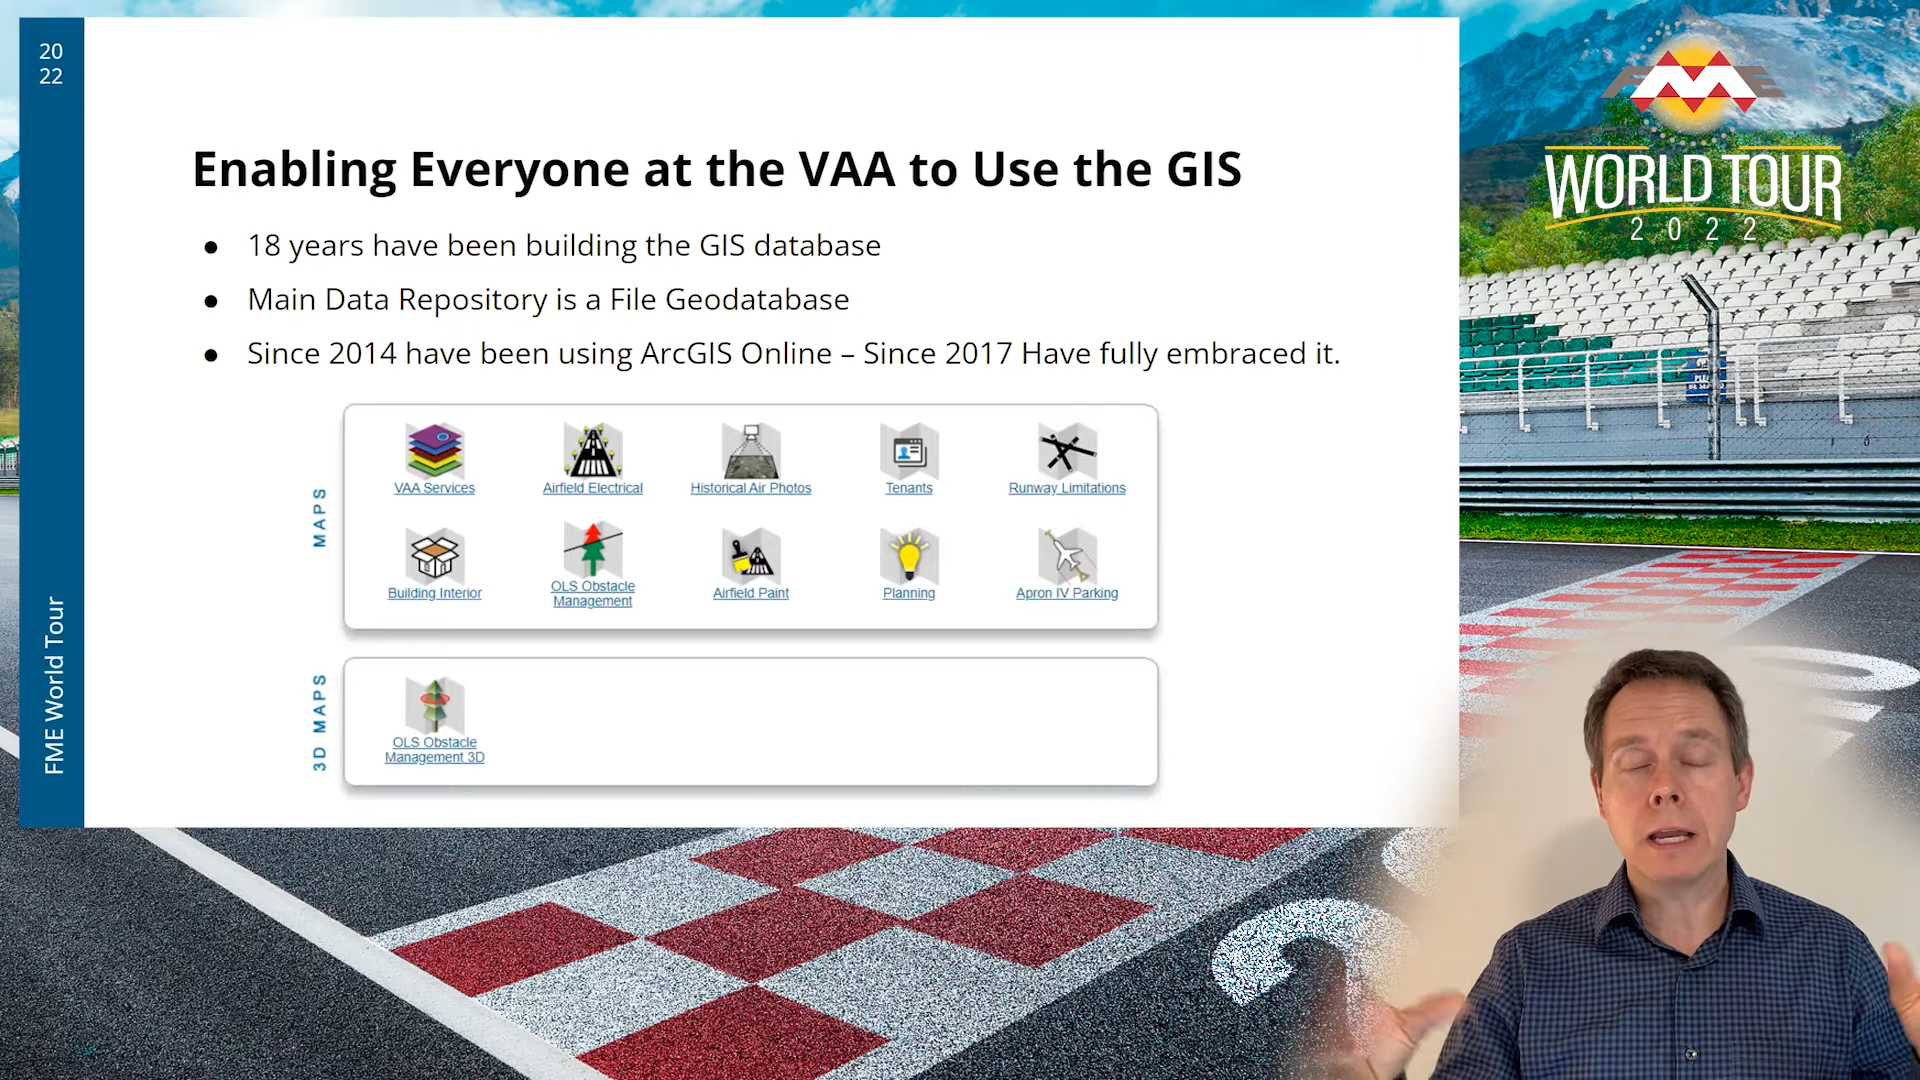 20
22
FME World Tour
Enabling Everyone at the VAA to Use the GIS
● 18 years have been building the GIS database
● Main Data Repository is a File Geodatabase
● Since 2014 have been using ArcGIS Online – Since 2017 Have fully embraced it.
MAPS
VAA Services
Airfield Electrical
Historical Air Photos
Tenants
Runway Limitations
Building Interior
OLS Obstacle
Management
Airfield Paint
Planning
Apron IV Parking
3D MAPS
OLS Obstacle
Management 3D
FME
WORLD TOUR
2022